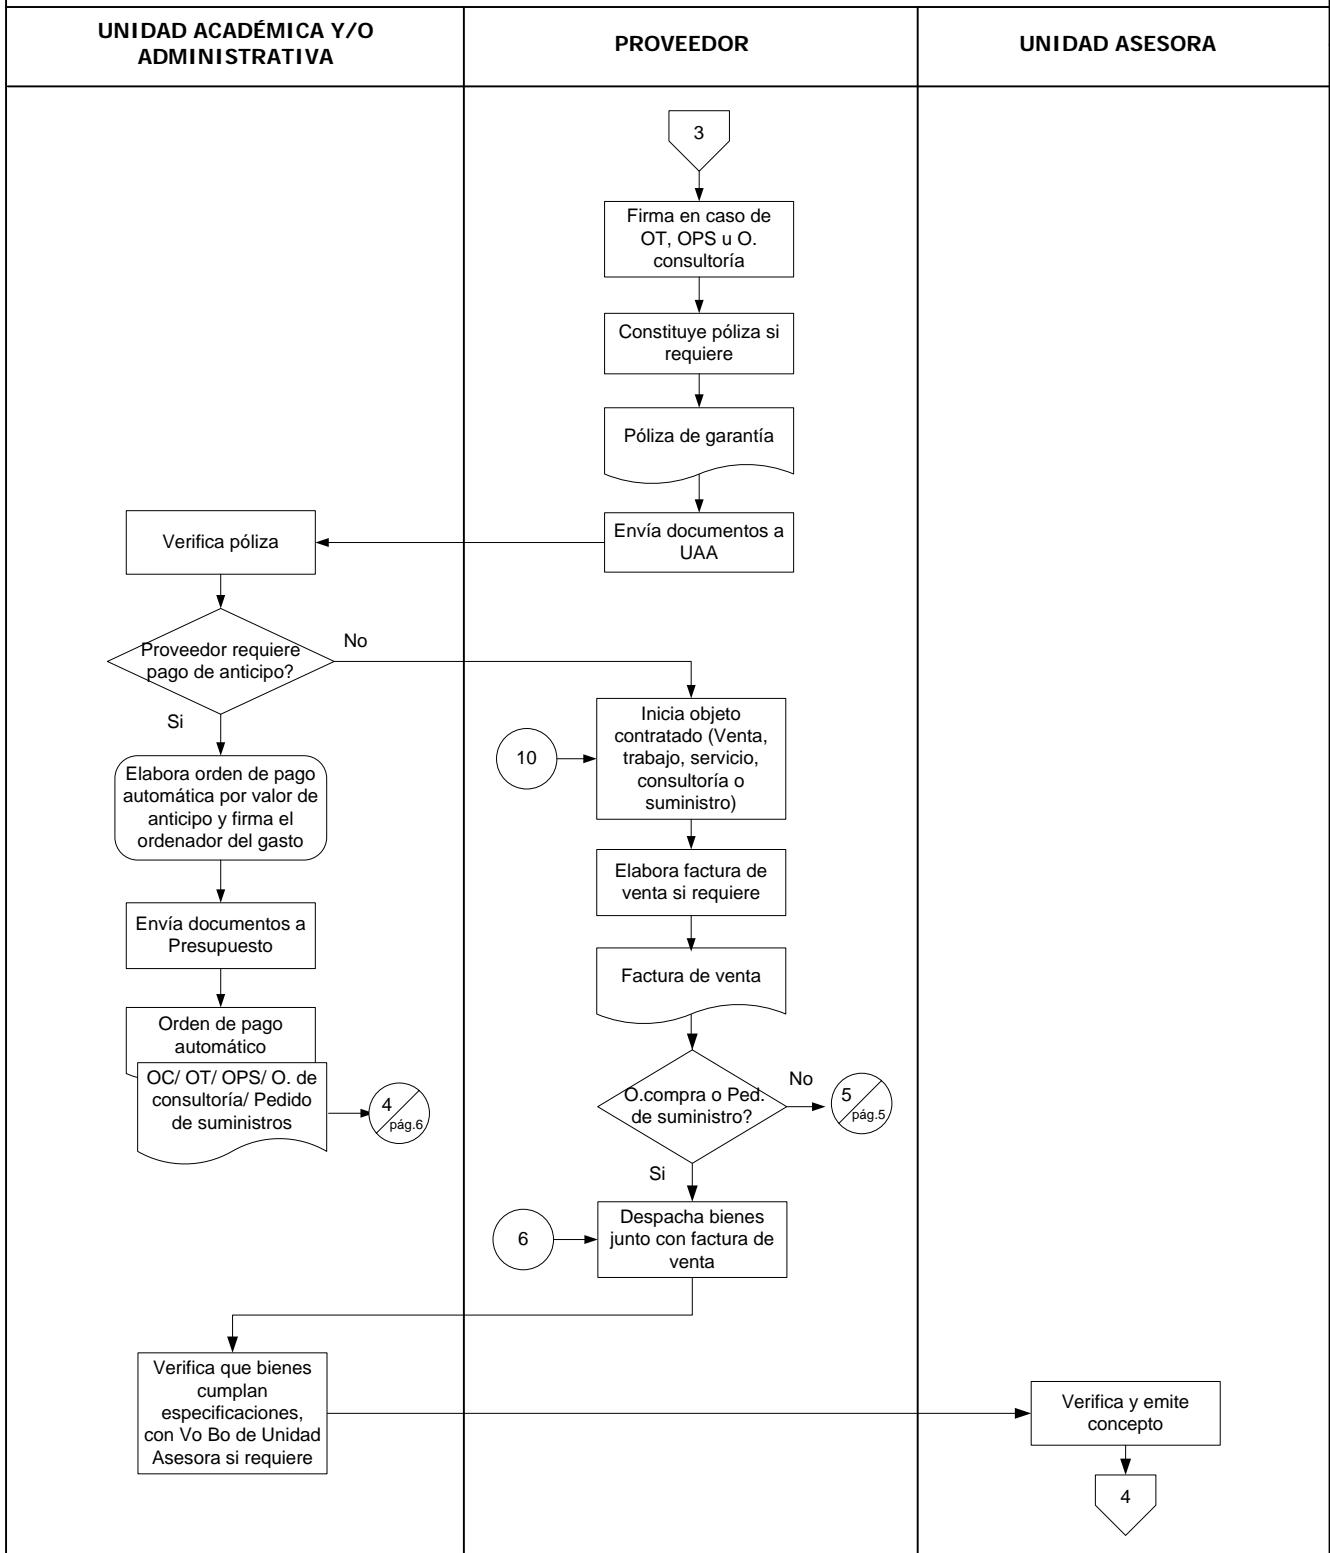 UNIDAD ACADÉMICA Y/O
ADMINISTRATIVA
PROVEEDOR
UNIDAD ASESORA
3
Firma en caso de
OT, OPS u O.
consultoría
Constituye póliza si
requiere
Póliza de garantía
Envía documentos a
UAA
Verifica póliza
Proveedor requiere
pago de anticipo?
No
Si
Elabora orden de pago
automática por valor de
anticipo y firma el
ordenador del gasto
Envía documentos a
Presupuesto
Orden de pago
automático
OC/ OT/ OPS/ O. de
consultoría/ Pedido
de suministros
4
pág.6
10
Inicia objeto
contratado (Venta,
trabajo, servicio,
consultoría o
suministro)
Elabora factura de
venta si requiere
Factura de venta
O.compra o Ped.
de suministro?
No
5
pág.5
Si
6
Despacha bienes
junto con factura de
venta
Verifica que bienes
cumplan
especificaciones,
con Vo Bo de Unidad
Asesora si requiere
Verifica y emite
concepto
4